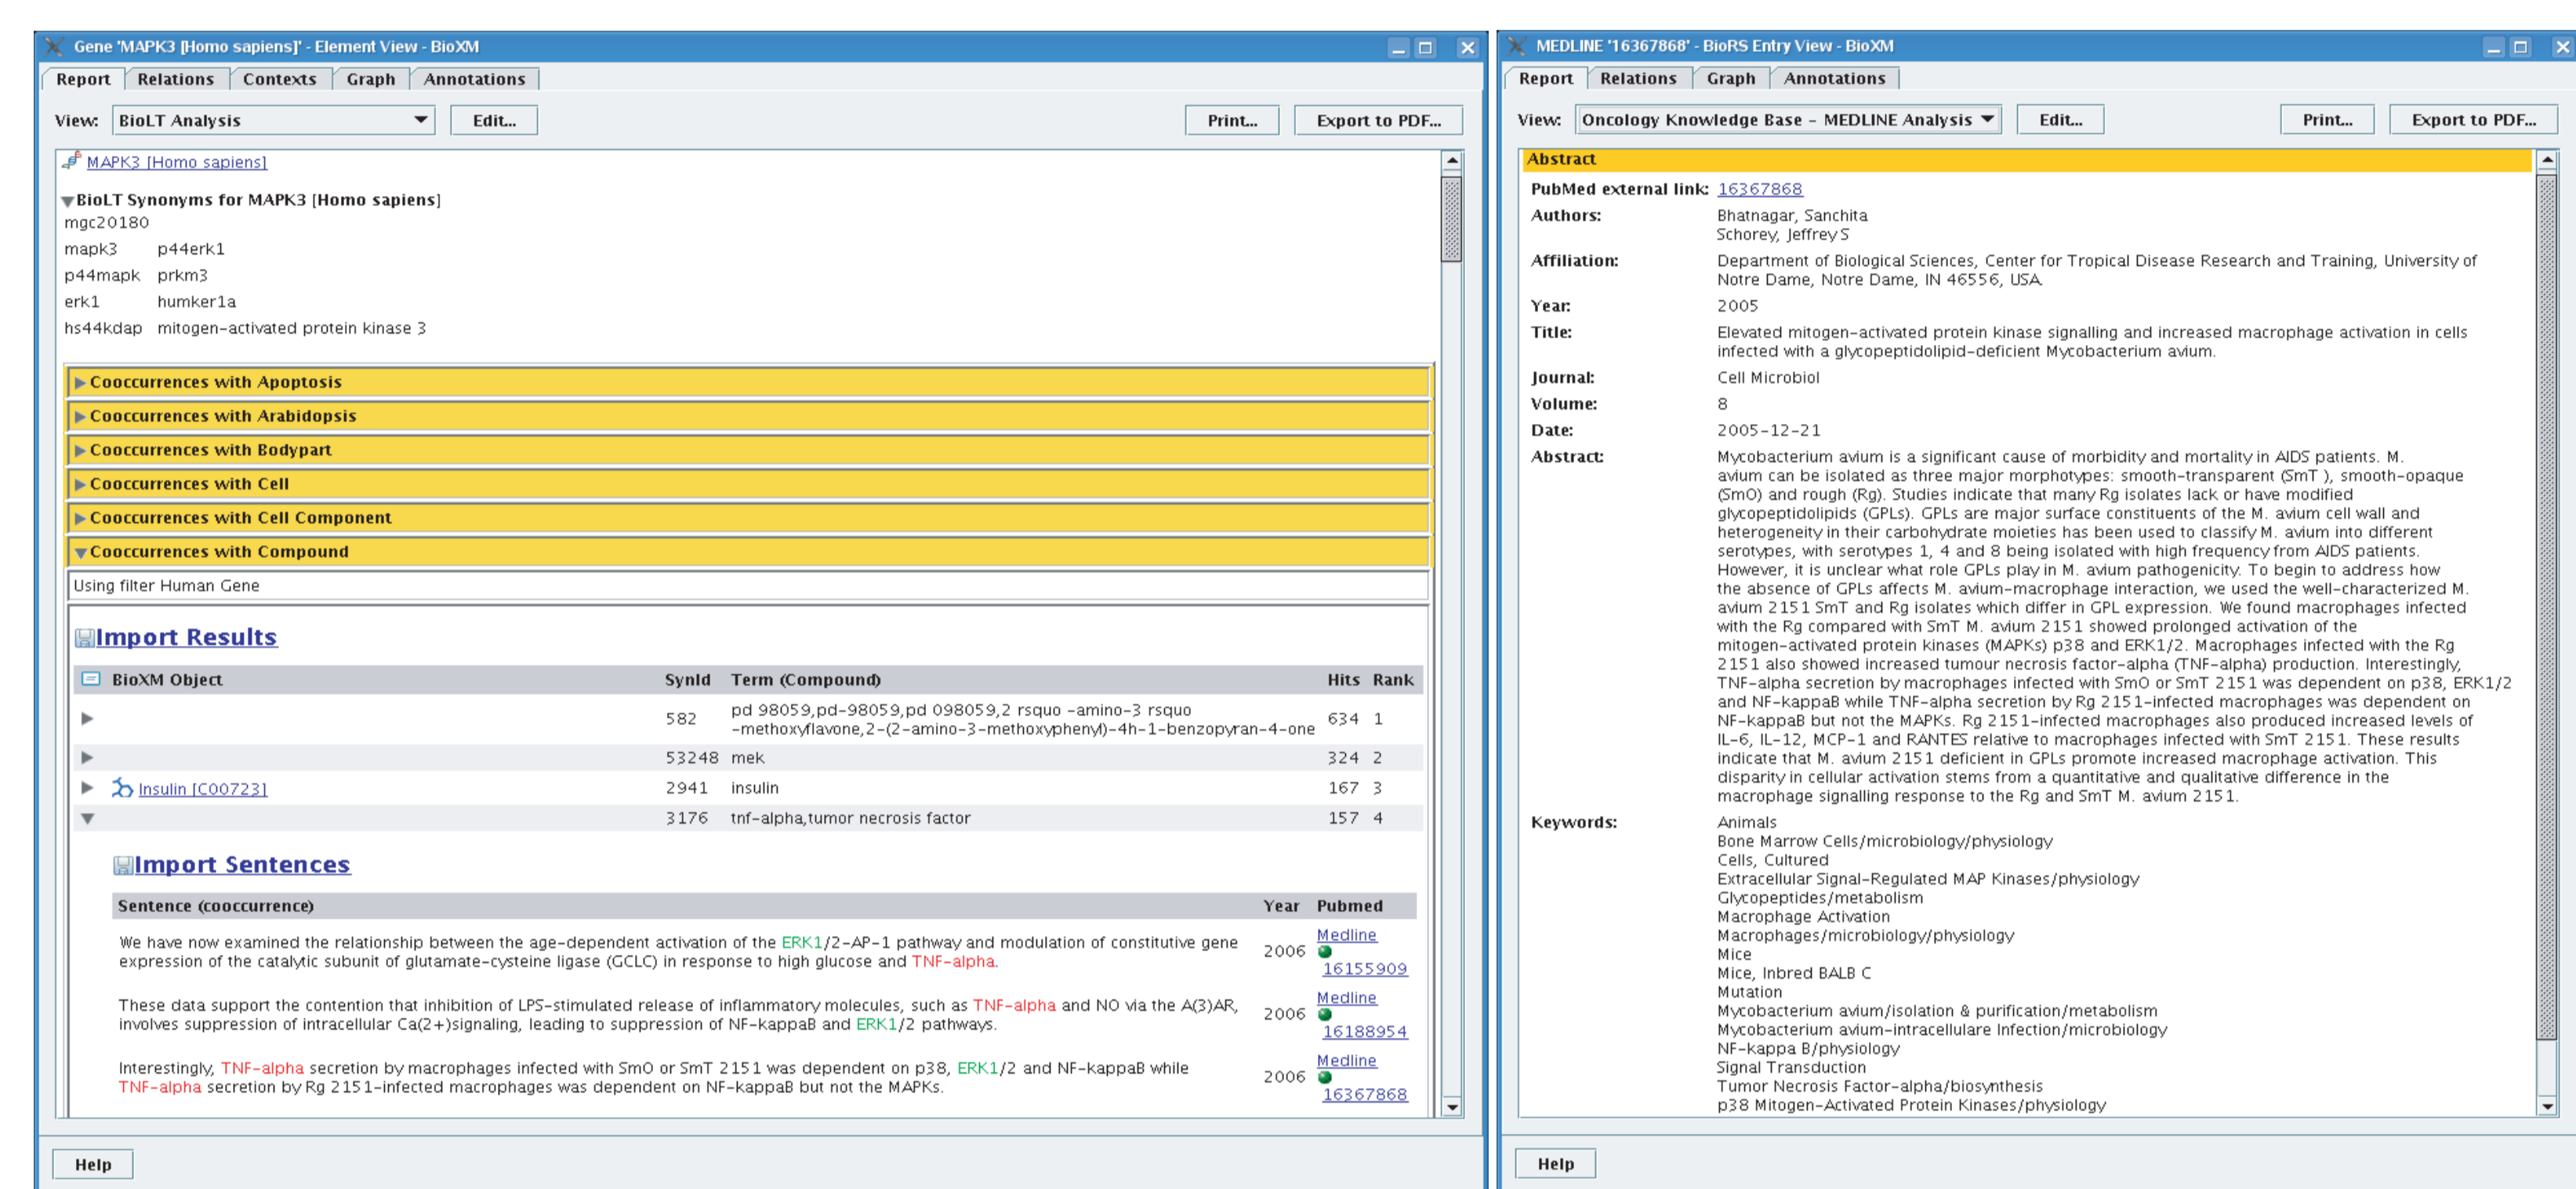 Gene 'MAPK3 [Homo sapiens]' - Element View - BioXM
Report Relations Contexts Graph Annotations
View: BioLT Analysis Edit... Print... Export to PDF...
MAPK3 [Homo sapiens]
BioLT Synonyms for MAPK3 [Homo sapiens]
mgc20180
mapk3 p44erk1
p44mapk prkm3
erk1 humker1a
hs44kdap mitogen-activated protein kinase 3
Cooccurrences with Apoptosis
Cooccurrences with Arabidopsis
Cooccurrences with Bodypart
Cooccurrences with Cell
Cooccurrences with Cell Component
Cooccurrences with Compound
Using filter Human Gene
Import Results
BioXM Object SynId Term (Compound) Hits Rank
582 pd 98059,pd-98059,pd 098059,2 rsquo -amino-3 rsquo
-methoxyflavone,2-(2-amino-3-methoxyphenyl)-4h-1-benzopyran-4-one 634 1
53248 mek 324 2
Insulin [C00723] 2941 insulin 167 3
3176 tnf-alpha,tumor necrosis factor 157 4
Import Sentences
Sentence (cooccurrence) Year Pubmed
We have now examined the relationship between the age-dependent activation of the ERK1/2-AP-1 pathway and modulation of constitutive gene
expression of the catalytic subunit of glutamate-cysteine ligase (GCLC) in response to high glucose and TNF-alpha.
2006 Medline
16155909
These data support the contention that inhibition of LPS-stimulated release of inflammatory molecules, such as TNF-alpha and NO via the A(3)AR,
involves suppression of intracellular Ca(2+)signaling, leading to suppression of NF-kappaB and ERK1/2 pathways.
2006 Medline
16188954
Interestingly, TNF-alpha secretion by macrophages infected with SmO or SmT 2151 was dependent on p38, ERK1/2 and NF-kappaB while
TNF-alpha secretion by Rg 2151-infected macrophages was dependent on NF-kappaB but not the MAPKs.
2006 Medline
16367868
Help
MEDLINE '16367868' - BioRS Entry View - BioXM
Report Relations Graph Annotations
View: Oncology Knowledge Base - MEDLINE Analysis Edit... Print... Export to PDF...
Abstract
PubMed external link: 16367868
Authors: Bhatnagar, Sanchita
Schorey, Jeffrey S
Affiliation: Department of Biological Sciences, Center for Tropical Disease Research and Training, University of
Notre Dame, Notre Dame, IN 46556, USA.
Year: 2005
Title: Elevated mitogen-activated protein kinase signalling and increased macrophage activation in cells
infected with a glycopeptidolipid-deficient Mycobacterium avium.
Journal: Cell Microbiol
Volume: 8
Date: 2005-12-21
Abstract: Mycobacterium avium is a significant cause of morbidity and mortality in AIDS patients. M.
avium can be isolated as three major morphotypes: smooth-transparent (SmT ), smooth-opaque
(SmO) and rough (Rg). Studies indicate that many Rg isolates lack or have modified
glycopeptidolipids (GPLs). GPLs are major surface constituents of the M. avium cell wall and
heterogeneity in their carbohydrate moieties has been used to classify M. avium into different
serotypes, with serotypes 1, 4 and 8 being isolated with high frequency from AIDS patients.
However, it is unclear what role GPLs play in M. avium pathogenicity. To begin to address how
the absence of GPLs affects M. avium-macrophage interaction, we used the well-characterized M.
avium 2151 SmT and Rg isolates which differ in GPL expression. We found macrophages infected
with the Rg compared with SmT M. avium 2151 showed prolonged activation of the
mitogen-activated protein kinases (MAPKs) p38 and ERK1/2. Macrophages infected with the Rg
2151 also showed increased tumour necrosis factor-alpha (TNF-alpha) production. Interestingly,
TNF-alpha secretion by macrophages infected with SmO or SmT 2151 was dependent on p38, ERK1/2
and NF-kappaB while TNF-alpha secretion by Rg 2151-infected macrophages was dependent on
NF-kappaB but not the MAPKs. Rg 2151-infected macrophages also produced increased levels of
IL-6, IL-12, MCP-1 and RANTES relative to macrophages infected with SmT 2151. These results
indicate that M. avium 2151 deficient in GPLs promote increased macrophage activation. This
disparity in cellular activation stems from a quantitative and qualitative difference in the
macrophage signalling response to the Rg and SmT M. avium 2151.
Keywords: Animals
Bone Marrow Cells/microbiology/physiology
Cells, Cultured
Extracellular Signal-Regulated MAP Kinases/physiology
Glycopeptides/metabolism
Macrophage Activation
Macrophages/microbiology/physiology
Mice
Mice, Inbred BALB C
Mutation
Mycobacterium avium/isolation & purification/metabolism
Mycobacterium avium-intracellulare Infection/microbiology
NF-kappa B/physiology
Signal Transduction
Tumor Necrosis Factor-alpha/biosynthesis
p38 Mitogen-Activated Protein Kinases/physiology
Help